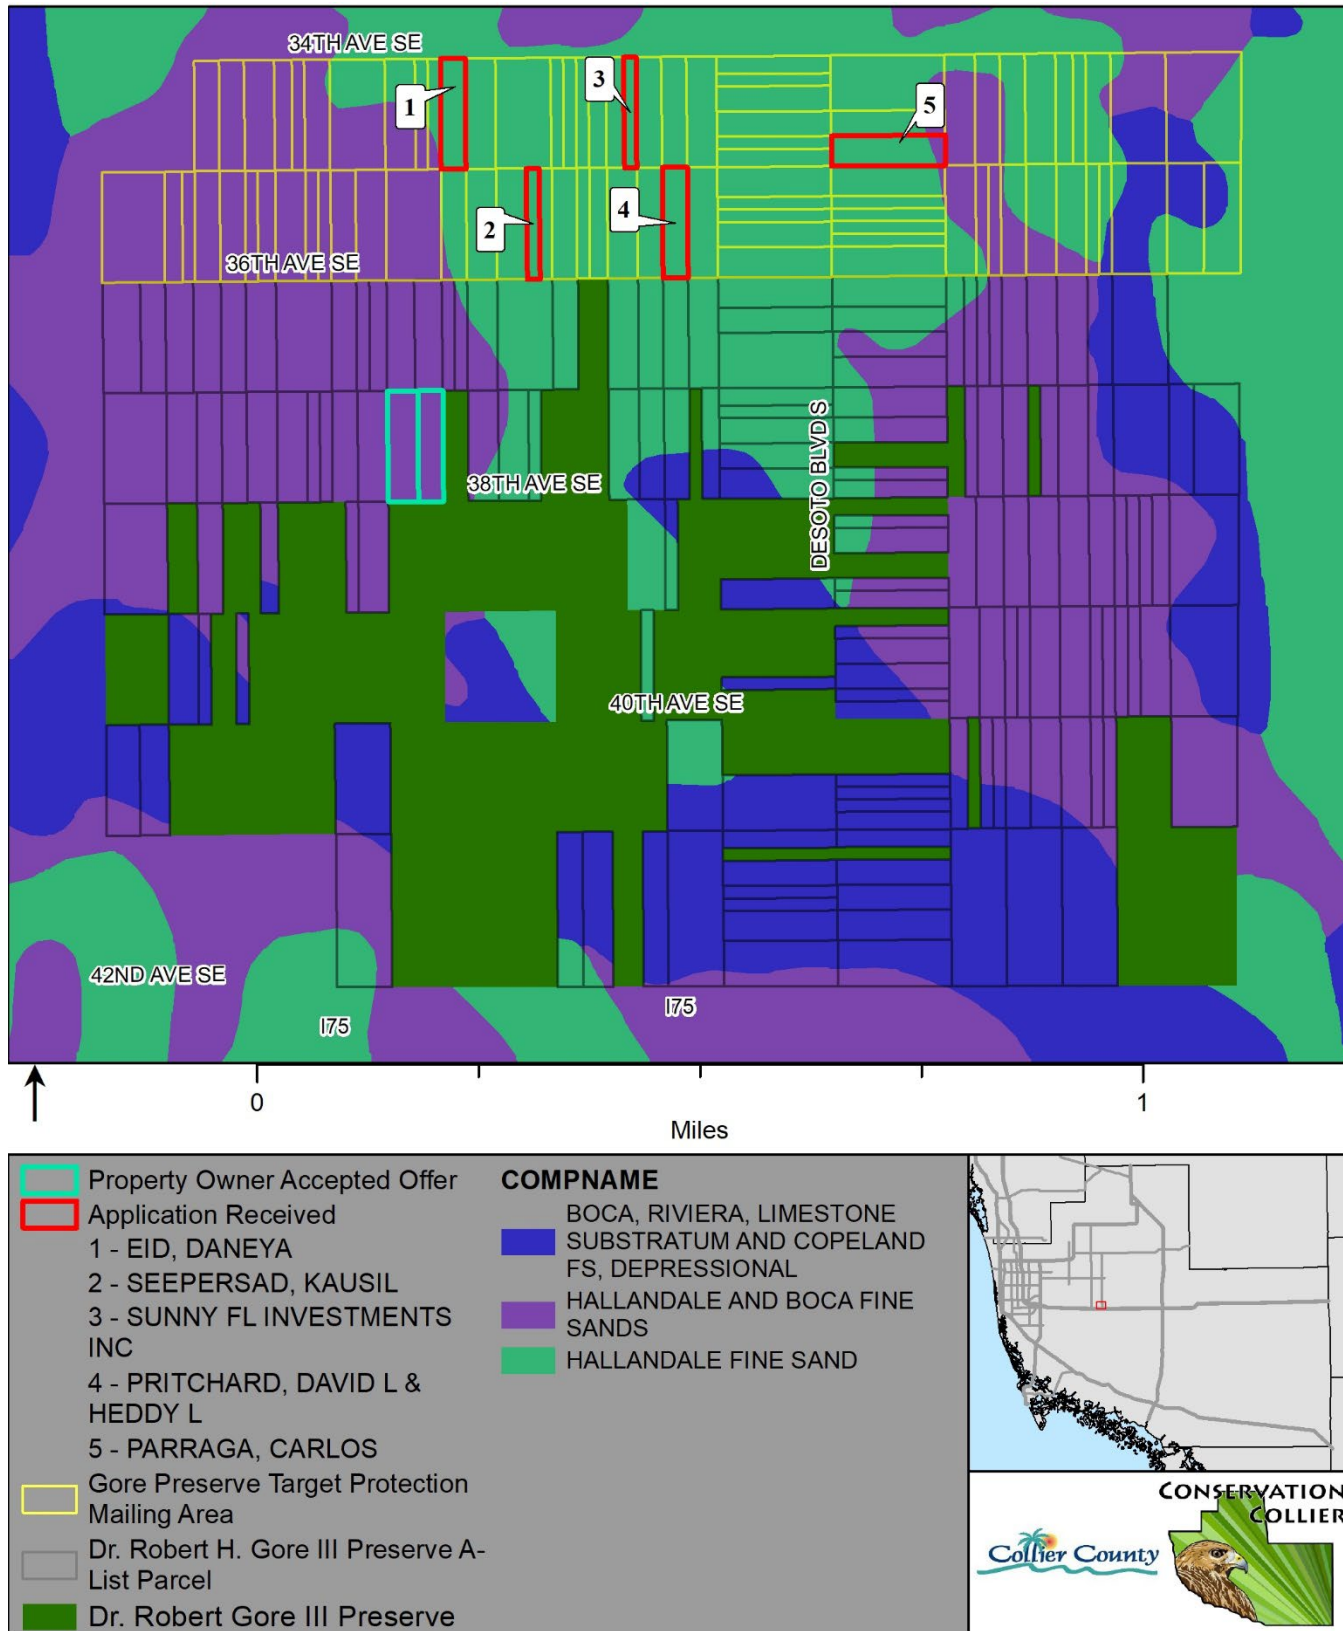 34TH AVE SE
1
3
5
2
4
36TH AVE SE
38TH AVE SE
DESOTO BLVD S
40TH AVE SE
42ND AVE SE
I75
I75
0
1
Miles
Property Owner Accepted Offer
Application Received
1 - EID, DANEYA
2 - SEEPERSAD, KAUSIL
3 - SUNNY FL INVESTMENTS
INC
4 - PRITCHARD, DAVID L &
HEDDY L
5 - PARRAGA, CARLOS
Gore Preserve Target Protection
Mailing Area
Dr. Robert H. Gore III Preserve A-
List Parcel
Dr. Robert Gore III Preserve
COMPNAME
BOCA, RIVIERA, LIMESTONE
SUBSTRATUM AND COPELAND
FS, DEPRESSIONAL
HALLANDALE AND BOCA FINE
SANDS
HALLANDALE FINE SAND
CONSERVATION
COLLIER
Collier County